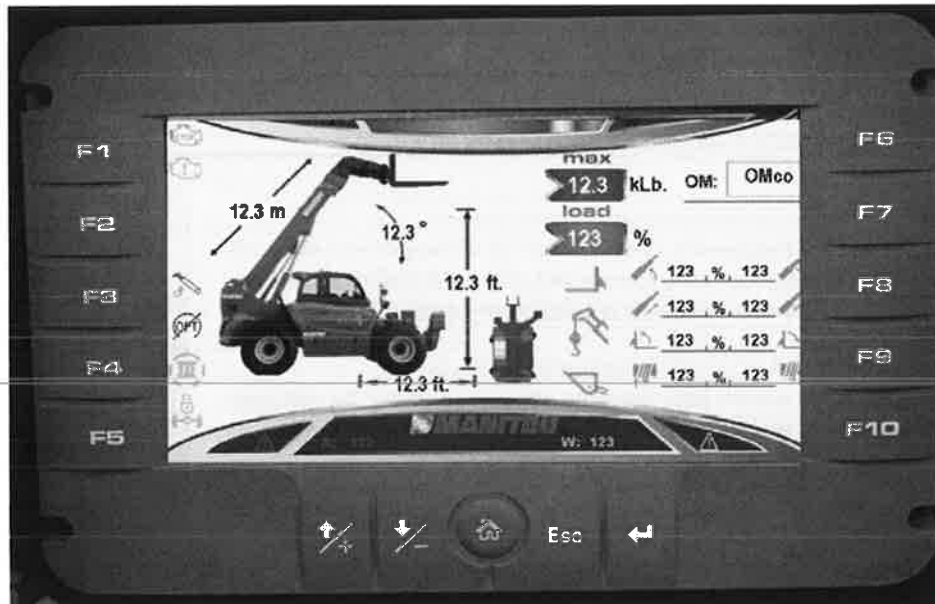 F1
F2
F3
F4
F5
max
12.3 kLb.
OM: OMco
load
123 %
12.3 m
12.3°
12.3 ft.
12.3 ft.
123 % 123
123 % 123
123 % 123
123 % 123
OPT
MANITOU
W: 123
F6
F7
F8
F9
F10
Esc